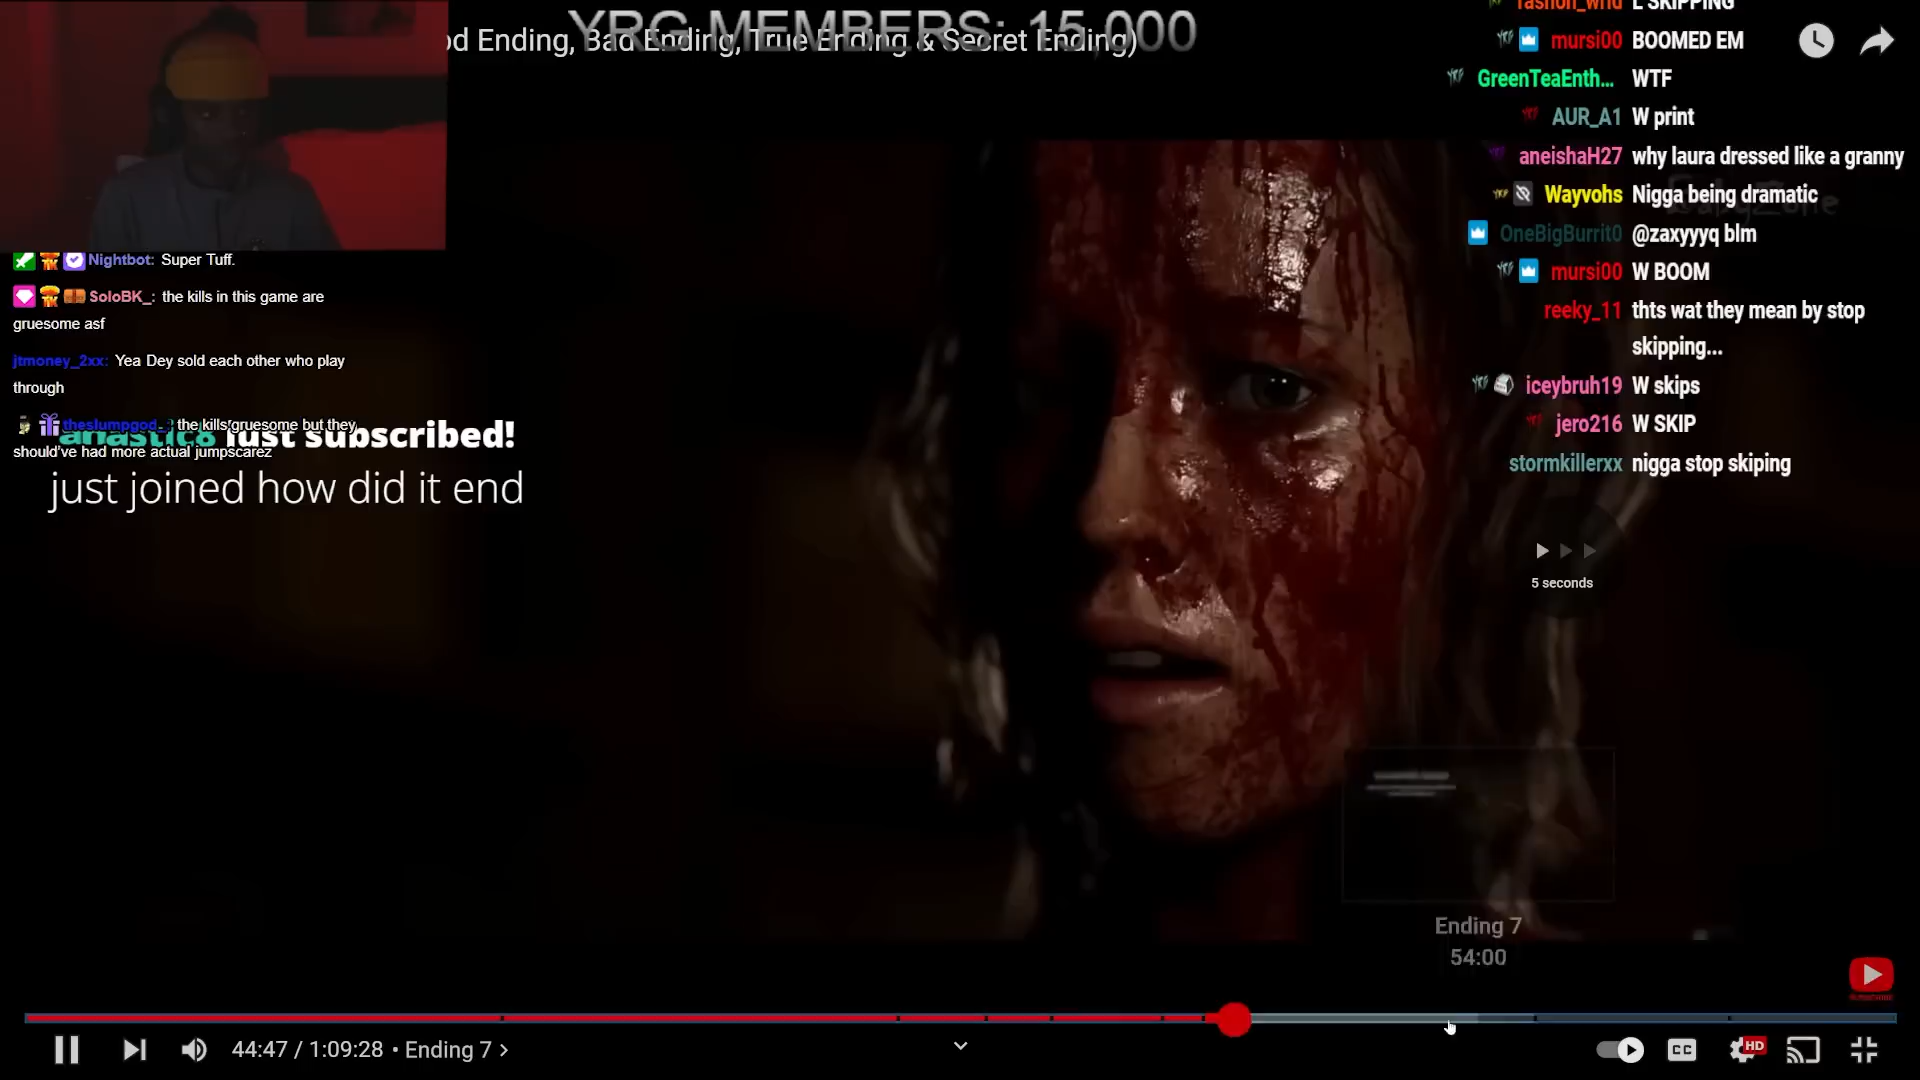 YRG MEMBERS: 15,000
od Ending, Bad Ending, True Ending & Secret Ending)
fashon_wrld L SKIPPING
mursi00 BOOMED EM
GreenTeaEnth... WTF
AUR_A1 W print
aneishaH27 why laura dressed like a granny
Wayvohs Nigga being dramatic
OneBigBurrit0 @zaxyyyq blm
mursi00 W BOOM
reeky_11 thts wat they mean by stop
skipping...
iceybruh19 W skips
jero216 W SKIP
stormkillerxx nigga stop skiping
Nightbot: Super Tuff.
SoloBK_: the kills in this game are
gruesome asf
jtmoney_2xx: Yea Dey sold each other who play
through
theslumpgod_: the kills gruesome but they
should've had more actual jumpscarez
just subscribed!
just joined how did it end
5 seconds
Ending 7
54:00
44:47 / 1:09:28 • Ending 7 >
CC
HD